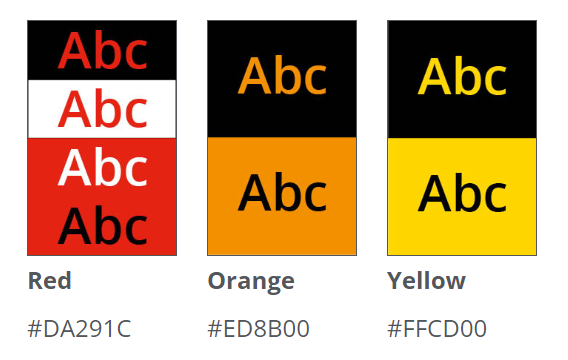 Abc
Abc
Abc
Abc
Red
#DA291C
Abc
Abc
Orange
#ED8B00
Abc
Abc
Yellow
#FFCD00